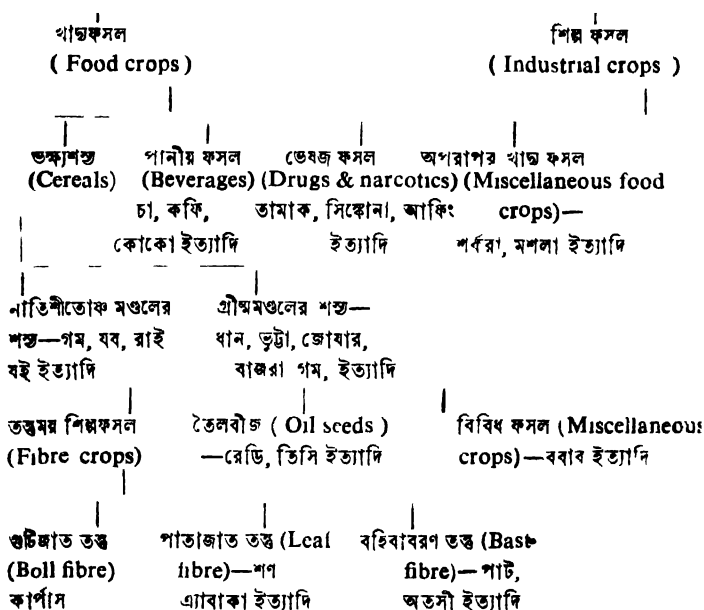 খাদ্যফসল শিল্প ফসল
( Food crops ) ( Industrial crops )
ভক্ষ্যশস্য পানীয় ফসল ভেষজ ফসল অপরাপর খাদ্য ফসল
(Cereals) (Beverages) (Drugs & narcotics) (Miscellaneous food
চা, কফি, তামাক, সিঙ্কোনা, আফিং crops)—
কোকো ইত্যাদি ইত্যাদি শর্করা, মশলা ইত্যাদি
নাতিশীতোষ্ণ মণ্ডলের গ্রীষ্মমণ্ডলের শস্য—
শস্য—গম, যব, রাই ধান, ভুট্টা, জোয়ার,
বই ইত্যাদি বাজরা গম, ইত্যাদি
তন্তুময় শিল্পফসল তৈলবীজ ( Oil seeds ) বিবিধ ফসল (Miscellaneous
(Fibre crops) —রেডি, তিসি ইত্যাদি crops)—ববাব ইত্যাদি
গুটিজাত তন্তু পাতাজাত তন্তু (Leaf বহিবাবরণ তন্তু (Bast
(Boll fibre) fibre)—শণ fibre)—পাট,
কার্পাস এ্যাবাকা ইত্যাদি অতসী ইত্যাদি